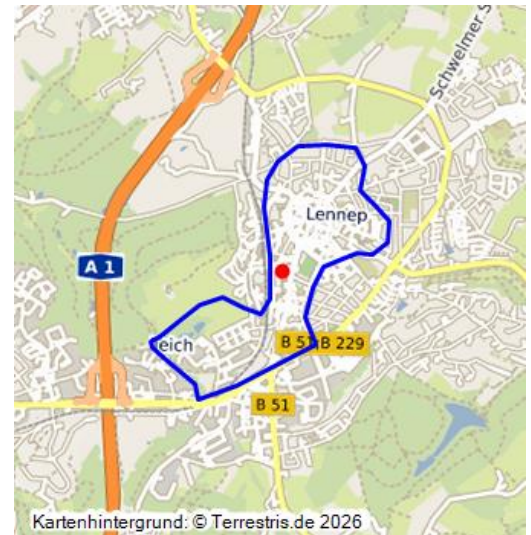 Schwelmer S
Lennep
A 1
eich
B 51
B 229
B 51
Kartenhintergrund: © Terrestris.de 2026